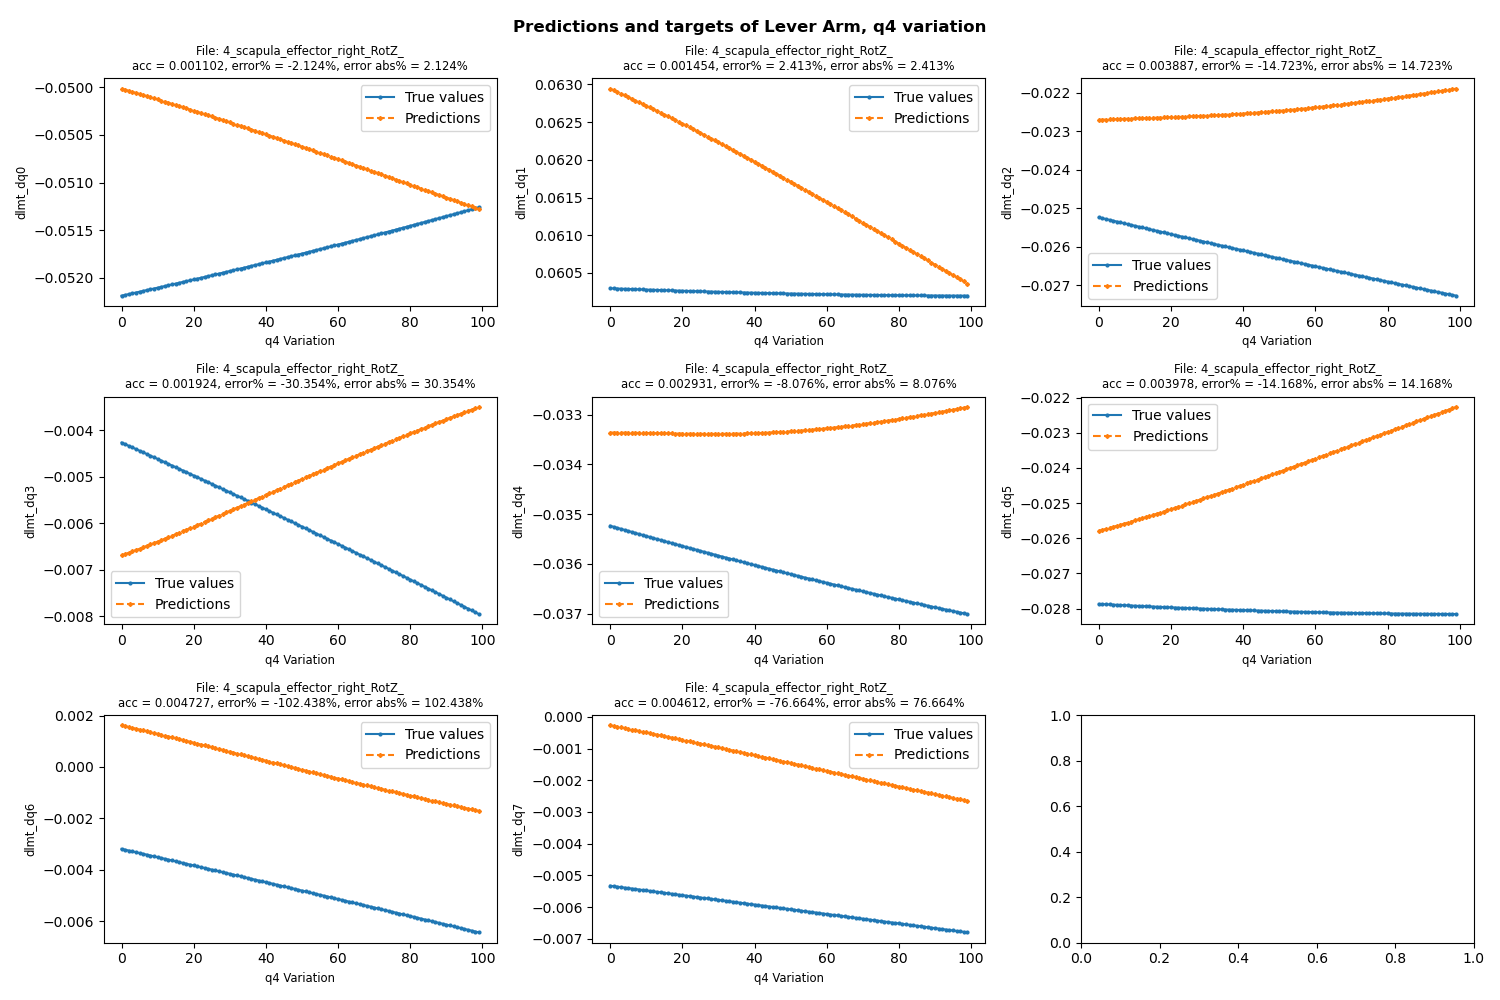 Predictions and targets of Lever Arm, q4 variation
File: 4_scapula_effector_right_RotZ_
acc = 0.001102, error% = -2.124%, error abs% = 2.124%
dlmt_dq0
−0.0500
−0.0505
−0.0510
−0.0515
−0.0520
True values
Predictions
0 20 40 60 80 100
q4 Variation
File: 4_scapula_effector_right_RotZ_
acc = 0.001454, error% = 2.413%, error abs% = 2.413%
dlmt_dq1
0.0630
0.0625
0.0620
0.0615
0.0610
0.0605
True values
Predictions
0 20 40 60 80 100
q4 Variation
File: 4_scapula_effector_right_RotZ_
acc = 0.003887, error% = -14.723%, error abs% = 14.723%
dlmt_dq2
−0.022
−0.023
−0.024
−0.025
−0.026
−0.027
True values
Predictions
0 20 40 60 80 100
q4 Variation
File: 4_scapula_effector_right_RotZ_
acc = 0.001924, error% = -30.354%, error abs% = 30.354%
dlmt_dq3
−0.004
−0.005
−0.006
−0.007
−0.008
True values
Predictions
0 20 40 60 80 100
q4 Variation
File: 4_scapula_effector_right_RotZ_
acc = 0.002931, error% = -8.076%, error abs% = 8.076%
dlmt_dq4
−0.033
−0.034
−0.035
−0.036
−0.037
True values
Predictions
0 20 40 60 80 100
q4 Variation
File: 4_scapula_effector_right_RotZ_
acc = 0.003978, error% = -14.168%, error abs% = 14.168%
dlmt_dq5
−0.022
−0.023
−0.024
−0.025
−0.026
−0.027
−0.028
True values
Predictions
0 20 40 60 80 100
q4 Variation
File: 4_scapula_effector_right_RotZ_
acc = 0.004727, error% = -102.438%, error abs% = 102.438%
dlmt_dq6
0.002
0.000
−0.002
−0.004
−0.006
True values
Predictions
0 20 40 60 80 100
q4 Variation
File: 4_scapula_effector_right_RotZ_
acc = 0.004612, error% = -76.664%, error abs% = 76.664%
dlmt_dq7
0.000
−0.001
−0.002
−0.003
−0.004
−0.005
−0.006
−0.007
True values
Predictions
0 20 40 60 80 100
q4 Variation
1.0
0.8
0.6
0.4
0.2
0.0
0.0 0.2 0.4 0.6 0.8 1.0